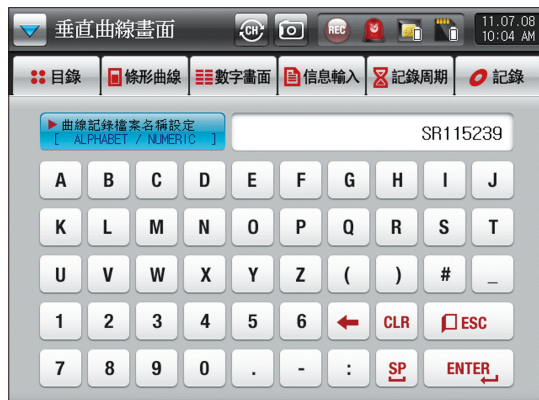 垂直曲線畫面 CH REC 11.07.08
10:04 AM
目錄 條形曲線 數字畫面 信息輸入 記錄周期 記錄
曲線記錄檔案名稱設定
[ ALPHABET / NUMERIC ]
SR115239
A B C D E F G H I J
K L M N O P Q R S T
U V W X Y Z ( ) # _
1 2 3 4 5 6 ← CLR ESC
7 8 9 0 . - : SP ENTER